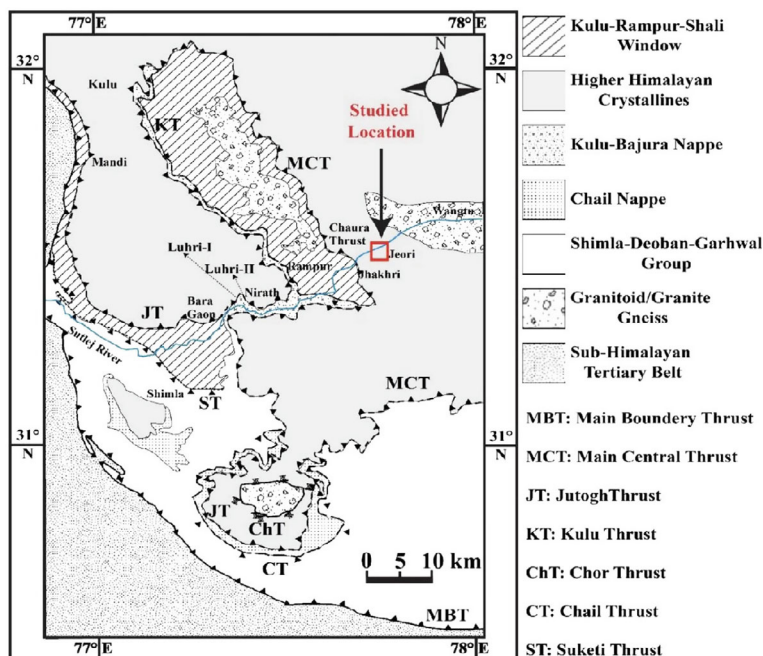 77° E
78° E
32°
N
32°
N
N
Kulu
KT
Studied
Location
Mandi
MCT
Wangtu
Chaura
Thrust
Jeori
Luhri-I
Luhri-II
Rampur
Jhakhri
Nirath
Bara
Gaon
JT
Sutlej River
MCT
Shimla
ST
31°
N
31°
N
JT
ChT
0 5 10 km
CT
MBT
77° E
78° E
Kulu-Rampur-Shali
Window
Higher Himalayan
Crystallines
Kulu-Bajura Nappe
Chail Nappe
Shimla-Deoban-Garhwal
Group
Granitoid/Granite
Gnciss
Sub-Himalayan
Tertiary Belt
MBT: Main Boundery Thrust
MCT: Main Central Thrust
JT: JutoghThrust
KT: Kulu Thrust
ChT: Chor Thrust
CT: Chail Thrust
ST: Suketi Thrust